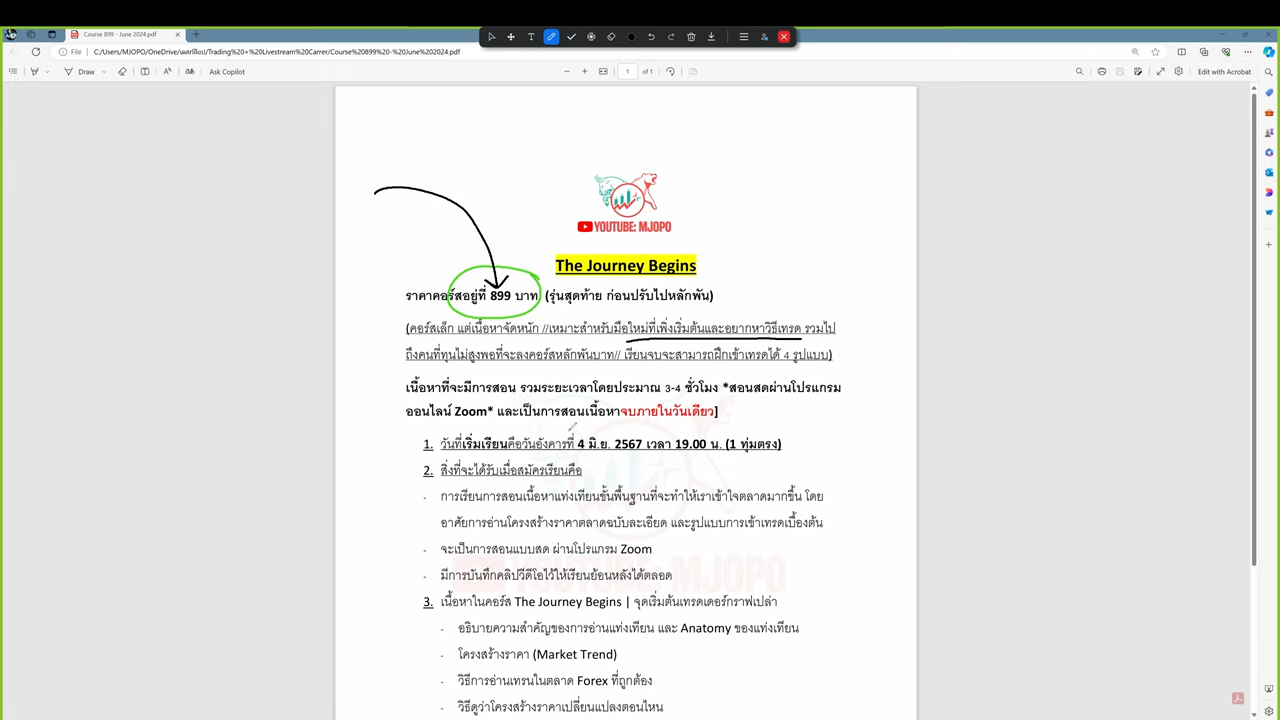 Course 899 - June 2024.pdf
File
C:/Users/MJOPO/OneDrive/เดสก์ท็อป/Trading%20+%20Livestream%20Carrer/Course%20899%20-%20June%202024.pdf
Draw
Ask Copilot
1 of 1
Edit with Acrobat
YOUTUBE: MJOPO
The Journey Begins
ราคาคอร์สอยู่ที่ 899 บาท (รุ่นสุดท้าย ก่อนปรับไปหลักพัน)
(คอร์สเล็ก แต่เนื้อหาจัดหนัก //เหมาะสำหรับมือใหม่ที่เพิ่งเริ่มต้นและอยากหาวิธีเทรด รวมไป
ถึงคนที่ทุนไม่สูงพอที่จะลงคอร์สหลักพันบาท// เรียนจบจะสามารถฝึกเข้าเทรดได้ 4 รูปแบบ)
เนื้อหาที่จะมีการสอน รวมระยะเวลาโดยประมาณ 3-4 ชั่วโมง *สอนสดผ่านโปรแกรม
ออนไลน์ Zoom* และเป็นการสอนเนื้อหาจบภายในวันเดียว]
1. วันที่เริ่มเรียนคือวันอังคารที่ 4 มิ.ย. 2567 เวลา 19.00 น. (1 ทุ่มตรง)
2. สิ่งที่จะได้รับเมื่อสมัครเรียนคือ
- การเรียนการสอนเนื้อหาแท่งเทียนขั้นพื้นฐานที่จะทำให้เราเข้าใจตลาดมากขึ้น โดย
อาศัยการอ่านโครงสร้างราคาตลาดฉบับละเอียด และรูปแบบการเข้าเทรดเบื้องต้น
- จะเป็นการสอนแบบสด ผ่านโปรแกรม Zoom
- มีการบันทึกคลิปวีดีโอไว้ให้เรียนย้อนหลังได้ตลอด
YOUTUBE: MJOPO
3. เนื้อหาในคอร์ส The Journey Begins | จุดเริ่มต้นเทรดเดอร์กราฟเปล่า
- อธิบายความสำคัญของการอ่านแท่งเทียน และ Anatomy ของแท่งเทียน
- โครงสร้างราคา (Market Trend)
- วิธีการอ่านเทรนในตลาด Forex ที่ถูกต้อง
- วิธีดูว่าโครงสร้างราคาเปลี่ยนแปลงตอนไหน